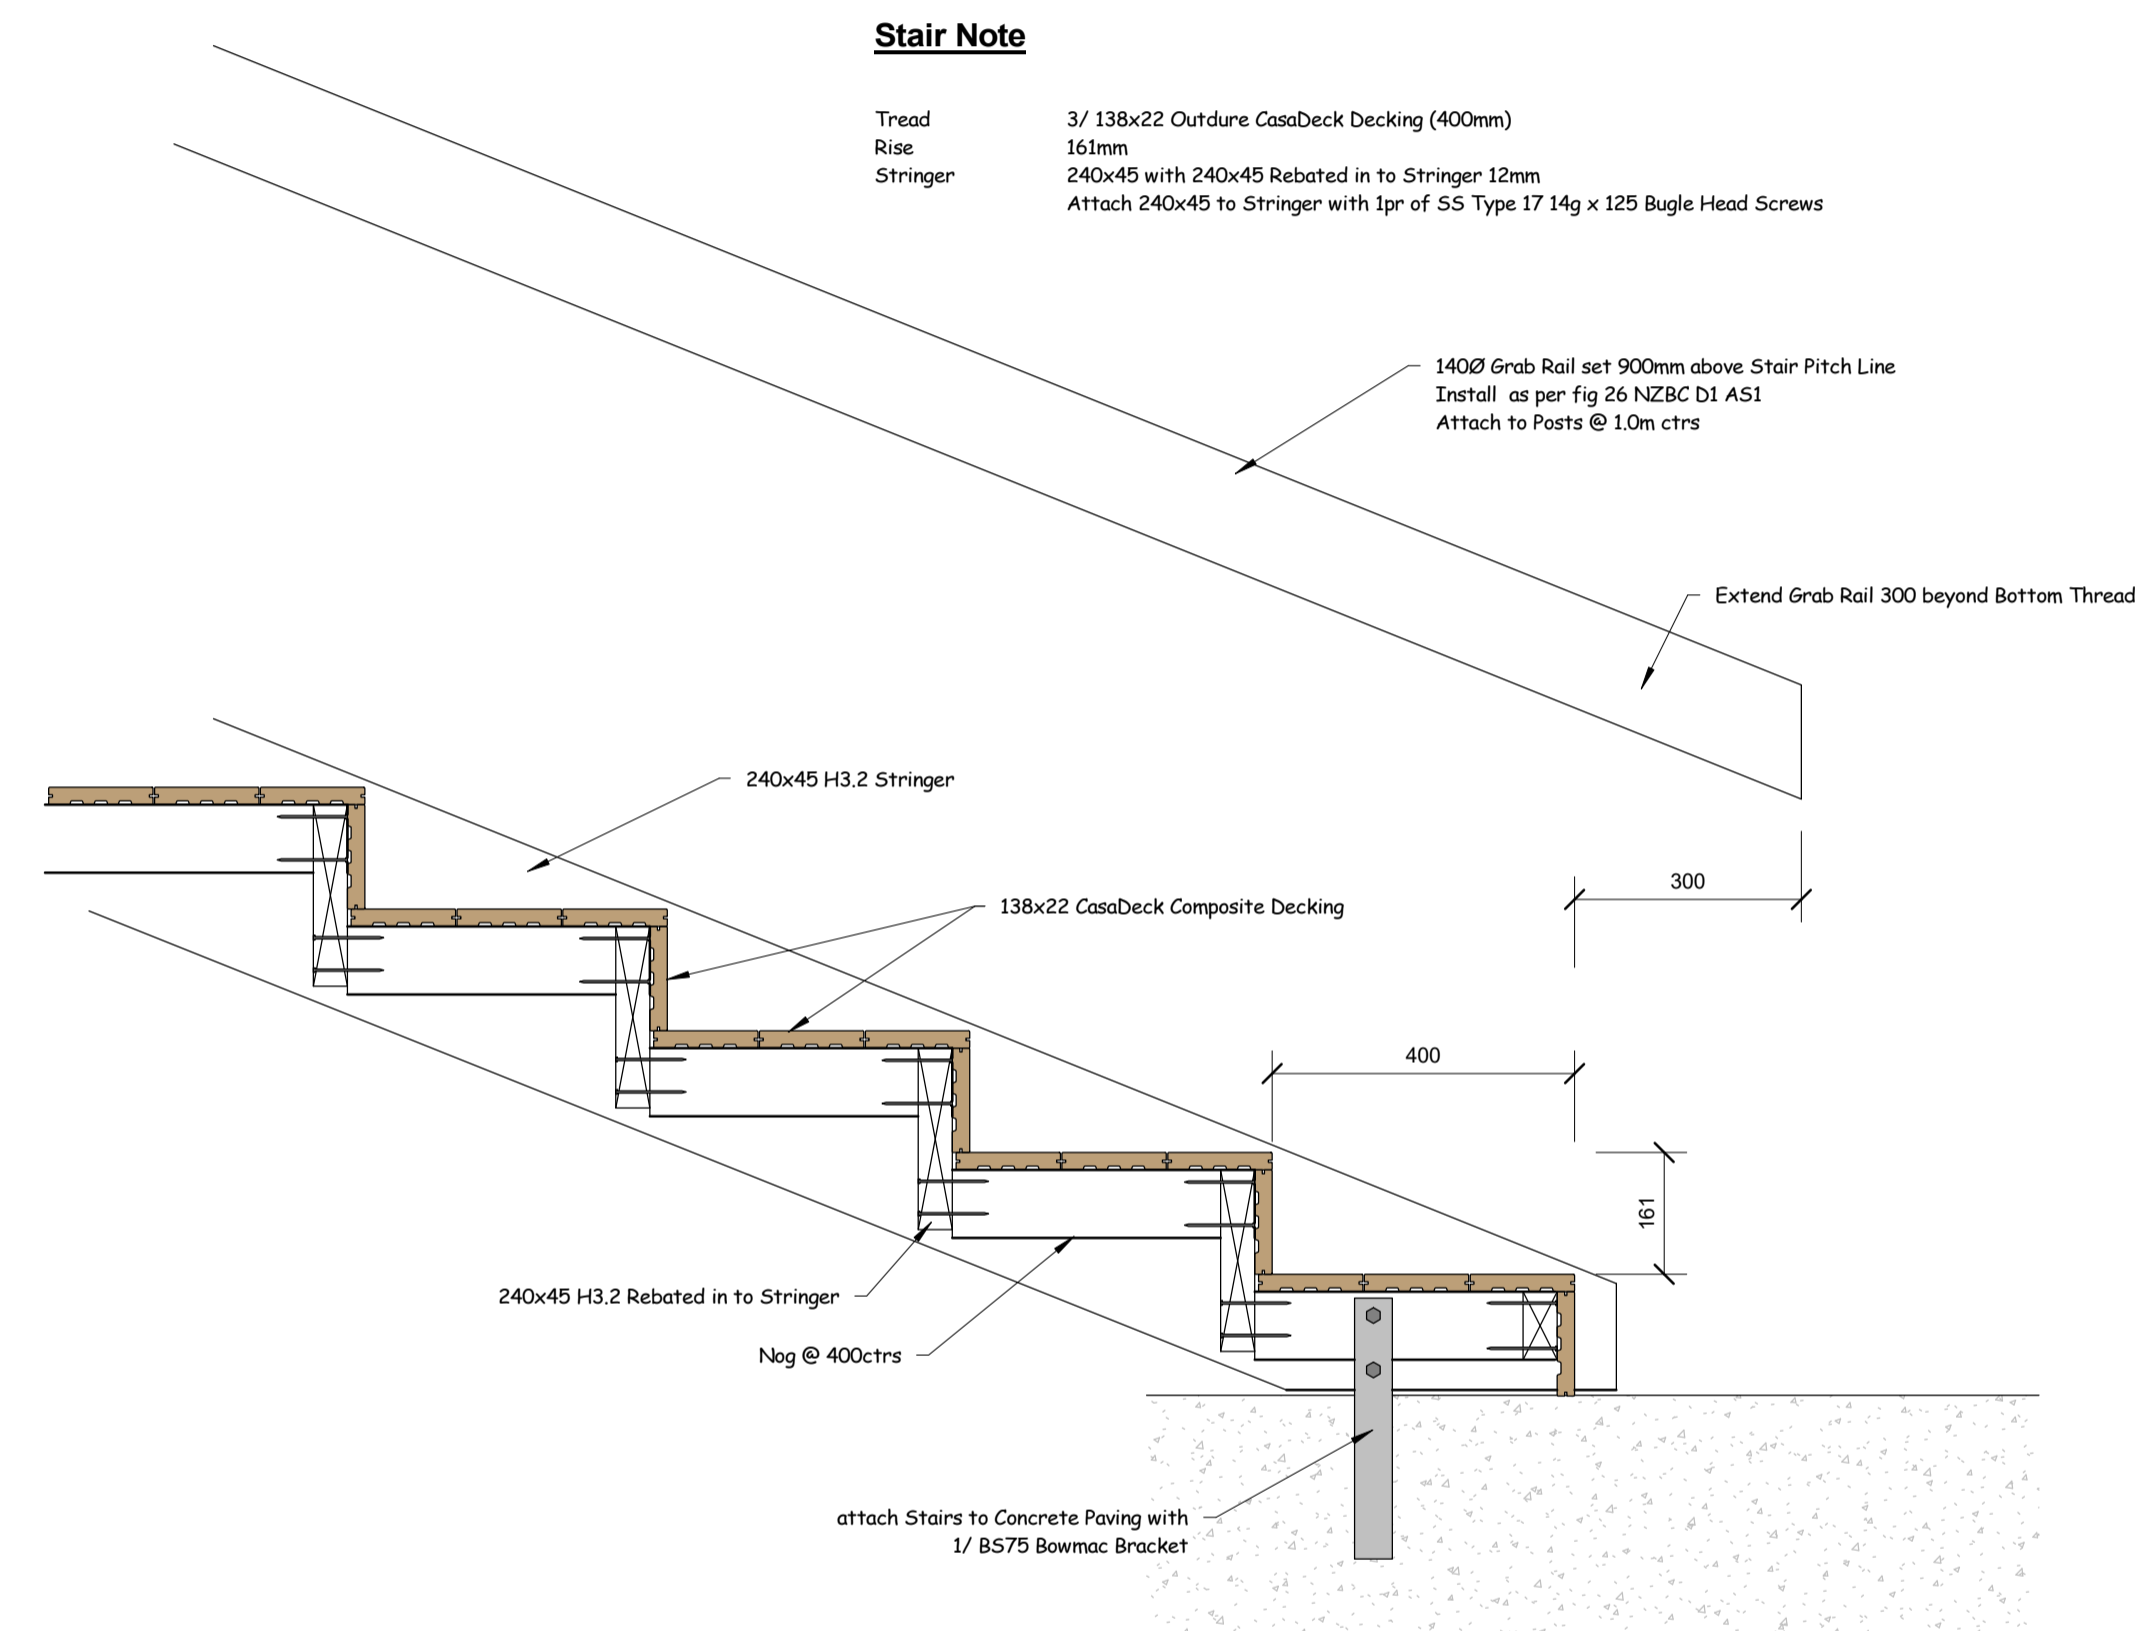 Stair Note
Tread 3/ 138x22 Outdure CasaDeck Decking (400mm)
Rise 161mm
Stringer 240x45 with 240x45 Rebated in to Stringer 12mm
Attach 240x45 to Stringer with 1pr of SS Type 17 14g x 125 Bugle Head Screws
140Ø Grab Rail set 900mm above Stair Pitch Line
Install as per fig 26 NZBC D1 AS1
Attach to Posts @ 1.0m ctrs
Extend Grab Rail 300 beyond Bottom Thread
240x45 H3.2 Stringer
300
138x22 CasaDeck Composite Decking
400
161
240x45 H3.2 Rebated in to Stringer
Nog @ 400ctrs
attach Stairs to Concrete Paving with
1/ BS75 Bowmac Bracket